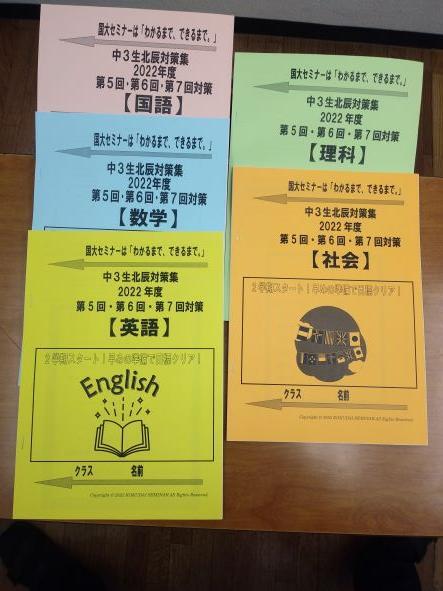 国大セミナーは「わかるまで、できるまで。」
中3生北辰対策集
2022年度
第5回・第6回・第7回対策
【国語】
国大セミナーは「わかるまで、できるまで。」
中3生北辰対策集
2022年度
第5回・第6回・第7回対策
【理科】
国大セミナーは「わかるまで、できるまで。」
中3生北辰対策集
2022年度
第5回・第6回・第7回対策
【数学】
国大セミナーは「わかるまで、できるまで。」
中3生北辰対策集
2022年度
第5回・第6回・第7回対策
【社会】
2学期スタート！早めの準備で目標クリア！
クラス 名前
Copyright © 2022 KOKUDAI SEMINAR All Rights Reserved.
国大セミナーは「わかるまで、できるまで。」
中3生北辰対策集
2022年度
第5回・第6回・第7回対策
【英語】
2学期スタート！早めの準備で目標クリア！
English
クラス 名前
Copyright © 2022 KOKUDAI SEMINAR All Rights Reserved.